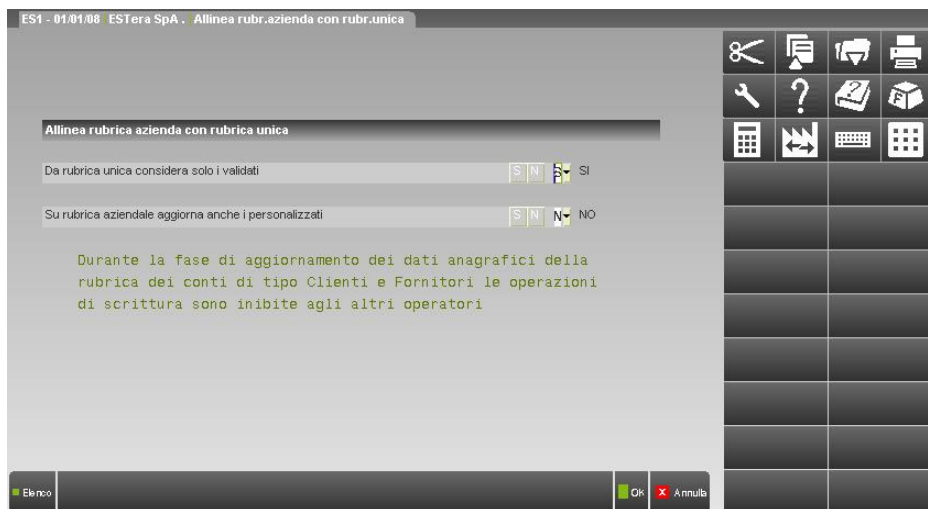 ES1 - 01/01/08 ESTera SpA . Allinea rubr.azienda con rubr.unica
Allinea rubrica azienda con rubrica unica
Da rubrica unica considera solo i validati S N S SI
Su rubrica aziendale aggiorna anche i personalizzati S N N NO
Durante la fase di aggiornamento dei dati anagrafici della
rubrica dei conti di tipo Clienti e Fornitori le operazioni
di scrittura sono inibite agli altri operatori
Elenco
Ok
Annulla